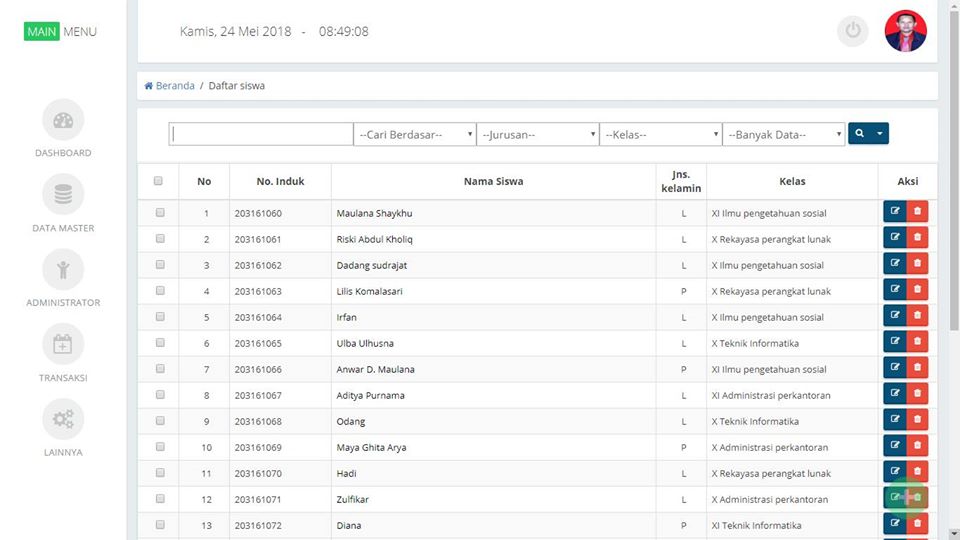 MAIN MENU
Kamis, 24 Mei 2018 - 08:49:08
Beranda / Daftar siswa
DASHBOARD
DATA MASTER
ADMINISTRATOR
TRANSAKSI
LAINNYA
--Cari Berdasar-- --Jurusan-- --Kelas-- --Banyak Data--
No No. Induk Nama Siswa Jns. kelamin Kelas Aksi
1 203161060 Maulana Shaykhu L XI Ilmu pengetahuan sosial
2 203161061 Riski Abdul Kholiq L X Rekayasa perangkat lunak
3 203161062 Dadang sudrajat L X Ilmu pengetahuan sosial
4 203161063 Lilis Komalasari P X Rekayasa perangkat lunak
5 203161064 Irfan L X Ilmu pengetahuan sosial
6 203161065 Ulba Ulhusna L X Teknik Informatika
7 203161066 Anwar D. Maulana P XI Ilmu pengetahuan sosial
8 203161067 Aditya Purnama L XI Administrasi perkantoran
9 203161068 Odang L X Teknik Informatika
10 203161069 Maya Ghita Arya P X Administrasi perkantoran
11 203161070 Hadi L X Rekayasa perangkat lunak
12 203161071 Zulfikar L X Administrasi perkantoran
13 203161072 Diana P XI Teknik Informatika